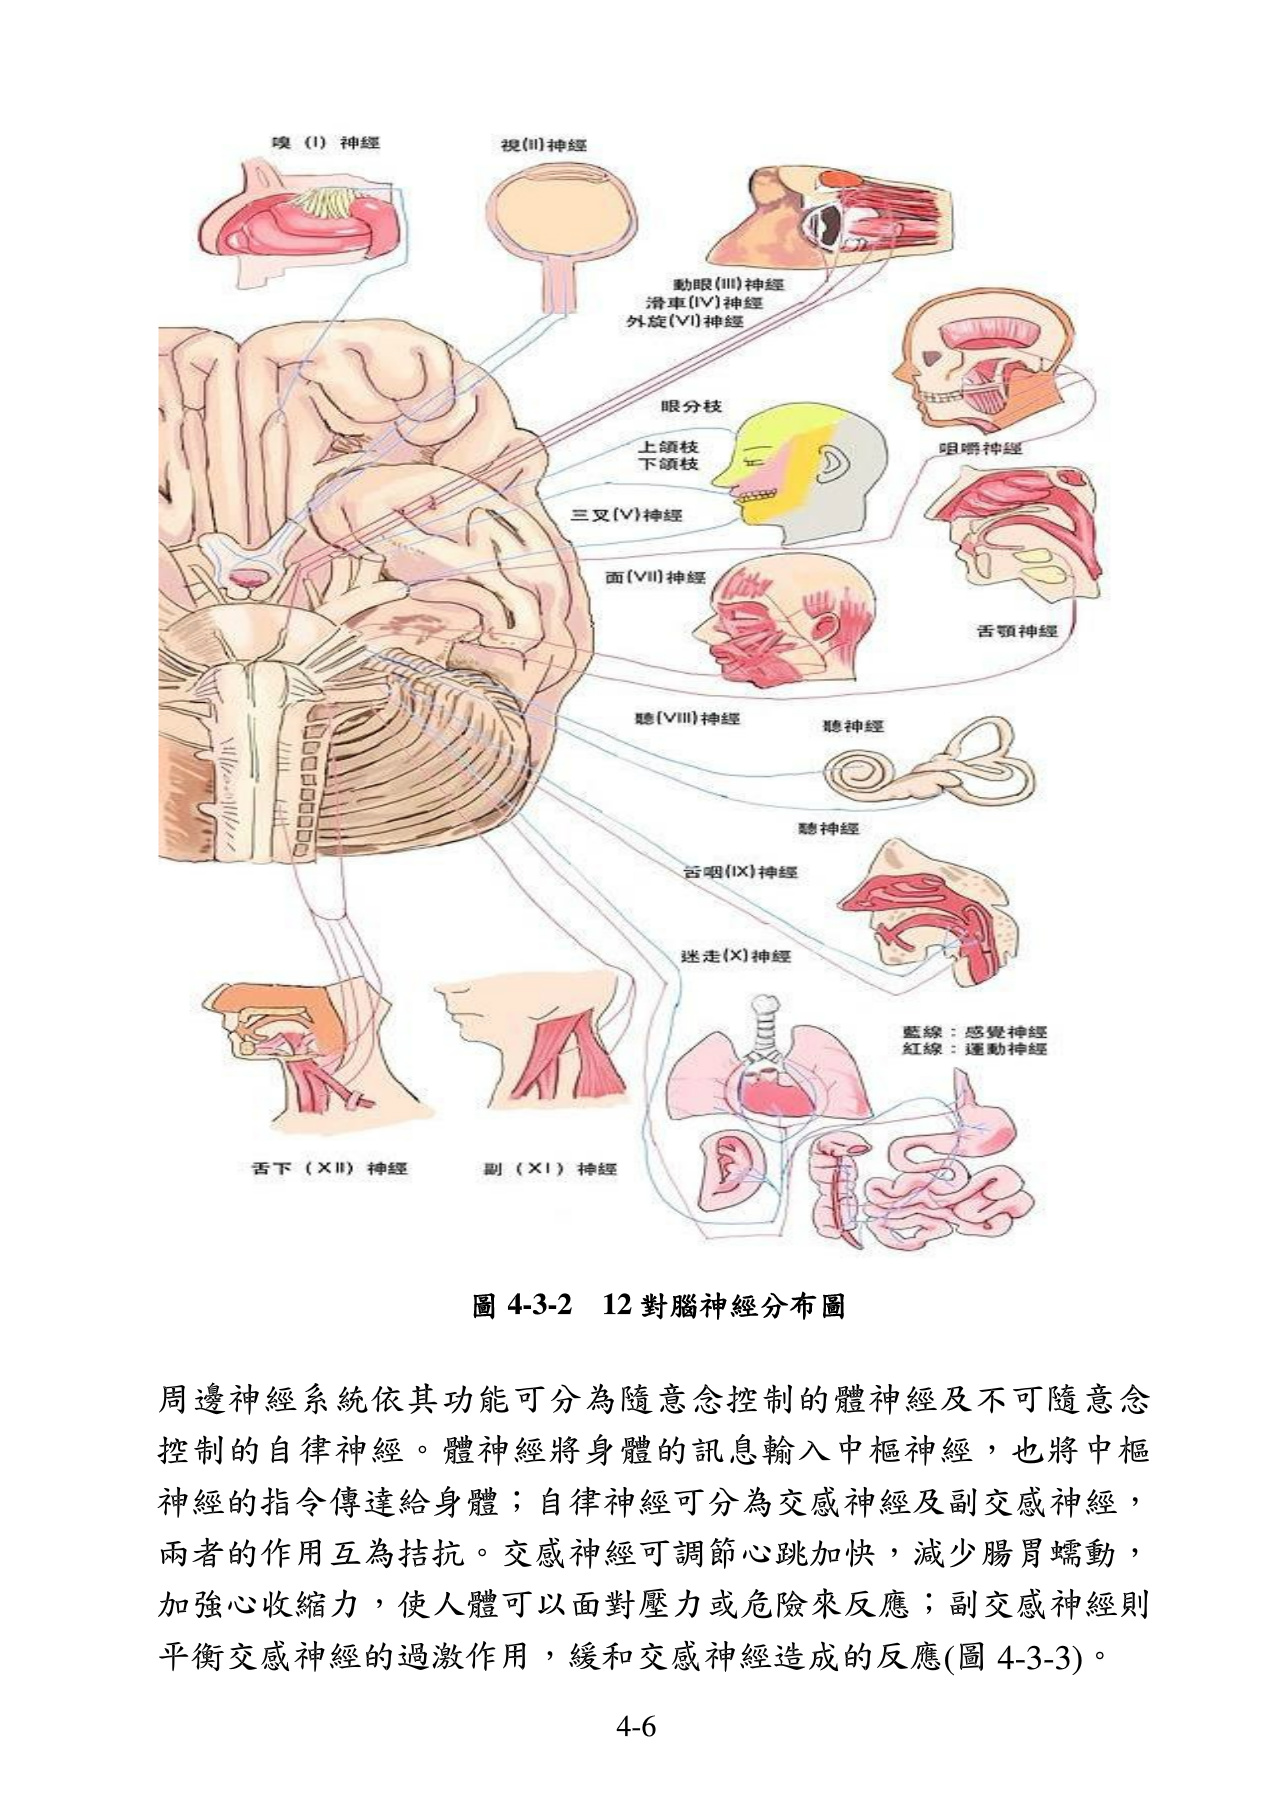 嗅 (I) 神經
視(II)神經
動眼(III)神經
滑車(IV)神經
外旋(VI)神經
眼分枝
上頜枝
下頜枝
咀嚼神經
三叉(V)神經
面(VII)神經
舌顎神經
聽(VIII)神經
聽神經
聽神經
舌咽(IX)神經
迷走(X)神經
藍線：感覺神經
紅線：運動神經
舌下 (XII) 神經
副 (XI) 神經
圖 4-3-2 12 對腦神經分布圖
周邊神經系統依其功能可分為隨意念控制的體神經及不可隨意念
控制的自律神經。體神經將身體的訊息輸入中樞神經，也將中樞
神經的指令傳達給身體；自律神經可分為交感神經及副交感神經，
兩者的作用互為拮抗。交感神經可調節心跳加快，減少腸胃蠕動，
加強心收縮力，使人體可以面對壓力或危險來反應；副交感神經則
平衡交感神經的過激作用，緩和交感神經造成的反應(圖 4-3-3)。
4-6